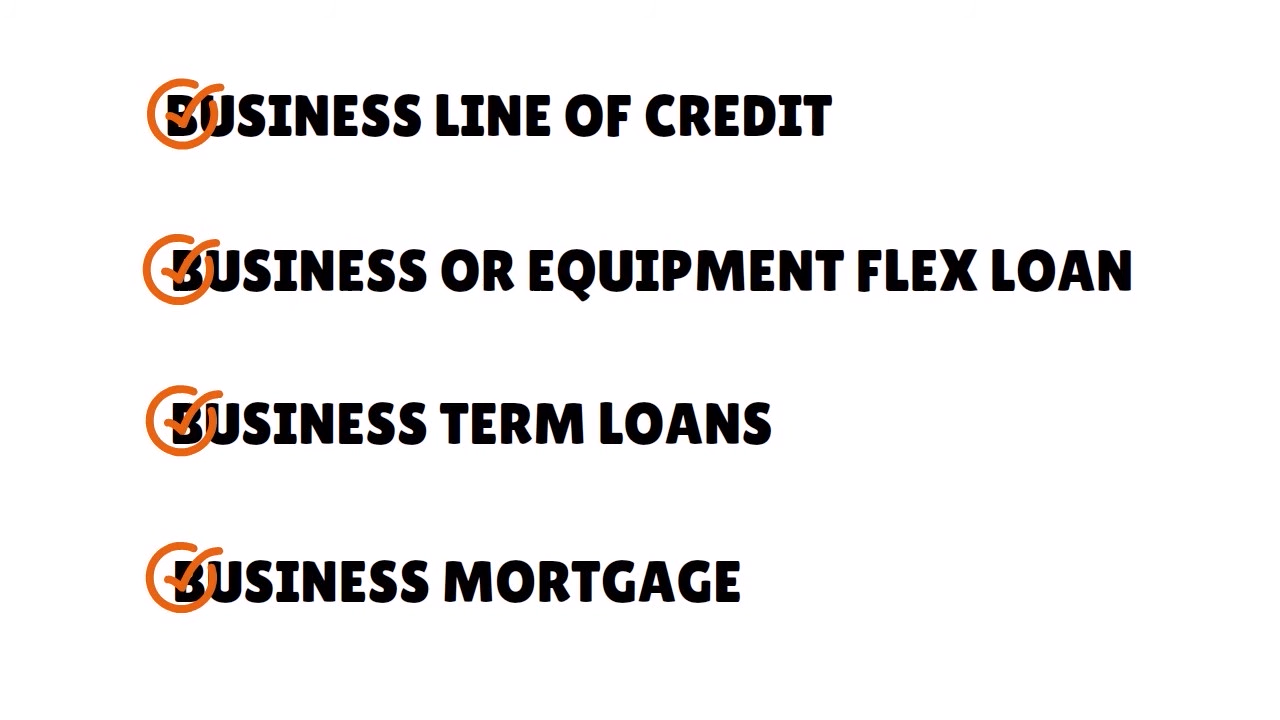 BUSINESS LINE OF CREDIT
BUSINESS OR EQUIPMENT FLEX LOAN
BUSINESS TERM LOANS
BUSINESS MORTGAGE